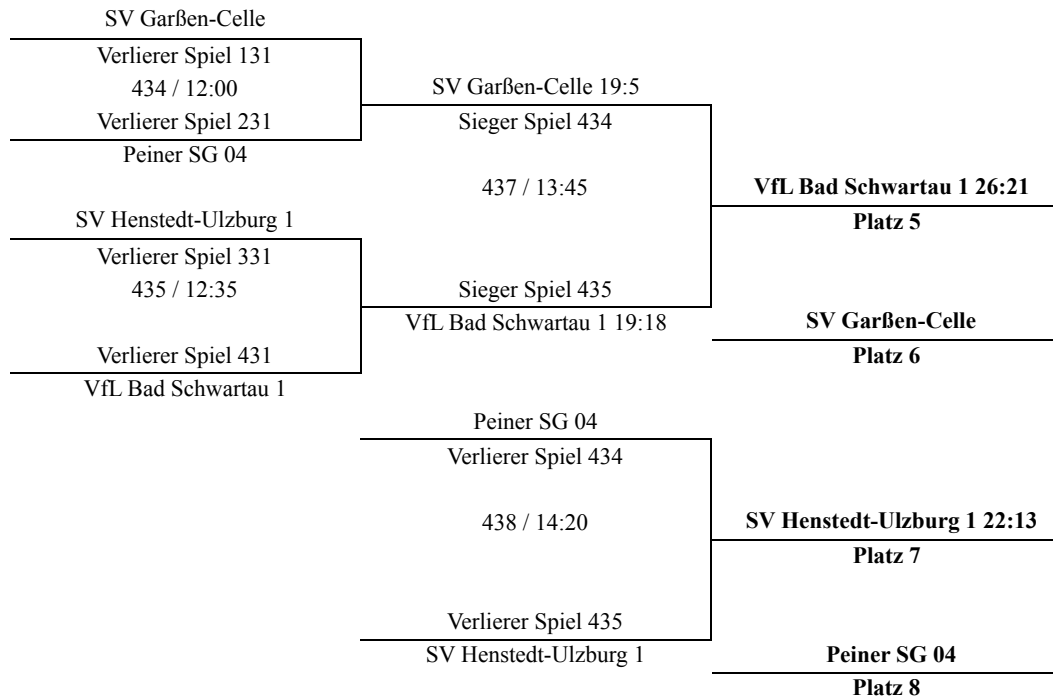 SV Garßen-Celle
Verlierer Spiel 131
434 / 12:00
SV Garßen-Celle 19:5
Verlierer Spiel 231
Sieger Spiel 434
Peiner SG 04
437 / 13:45
VfL Bad Schwartau 1 26:21
SV Henstedt-Ulzburg 1
Platz 5
Verlierer Spiel 331
435 / 12:35
Sieger Spiel 435
VfL Bad Schwartau 1 19:18
SV Garßen-Celle
Verlierer Spiel 431
Platz 6
VfL Bad Schwartau 1
Peiner SG 04
Verlierer Spiel 434
438 / 14:20
SV Henstedt-Ulzburg 1 22:13
Platz 7
Verlierer Spiel 435
SV Henstedt-Ulzburg 1
Peiner SG 04
Platz 8